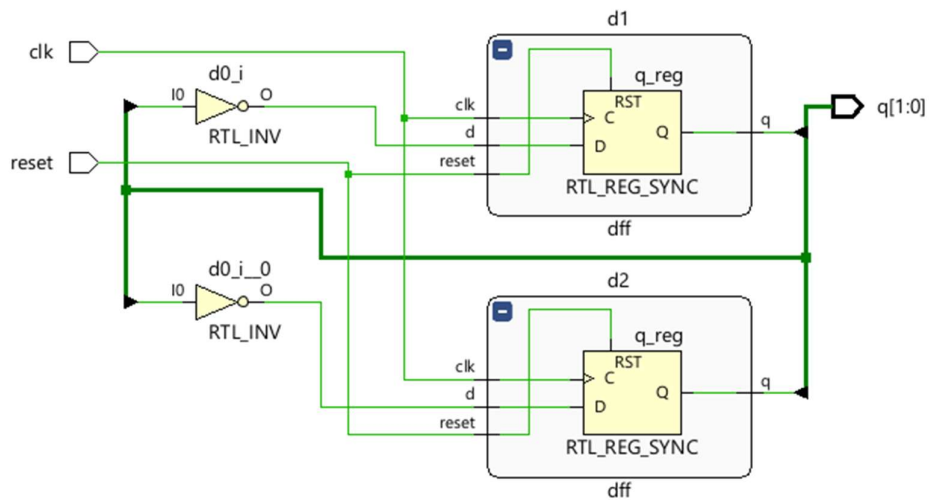 d1
clk
d0_i
q_reg
I0
O
RST
clk
C
q[1:0]
d
Q
q
RTL_INV
D
reset
reset
RTL_REG_SYNC
dff
d0_i__0
d2
I0
O
q_reg
RTL_INV
RST
clk
C
d
Q
q
D
reset
RTL_REG_SYNC
dff